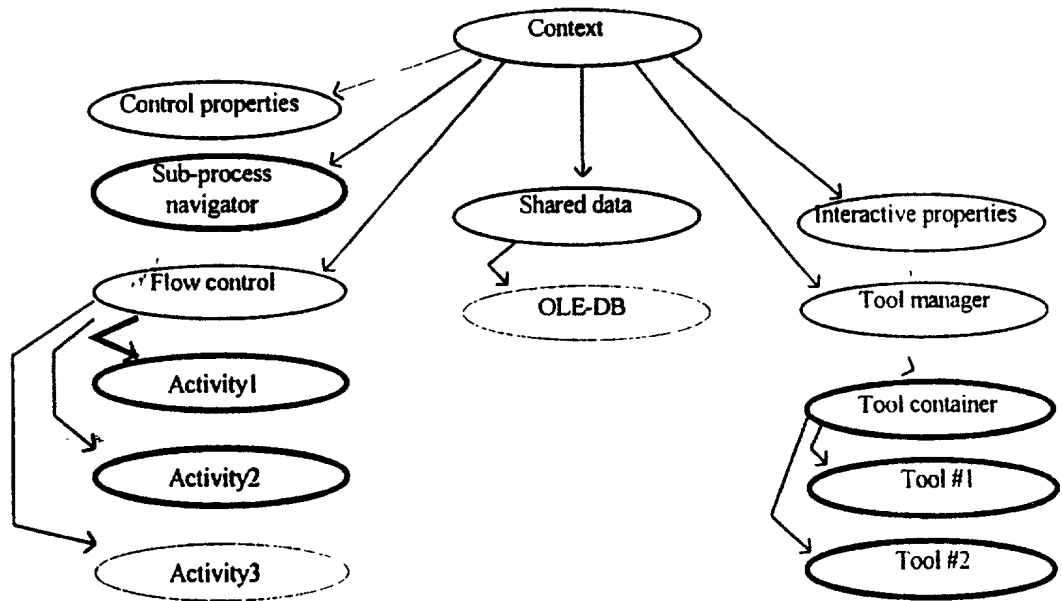 Context
Control properties
Sub-process
navigator
Shared data
Interactive properties
Flow control
OLE-DB
Tool manager
Activity1
Tool container
Activity2
Tool #1
Activity3
Tool #2